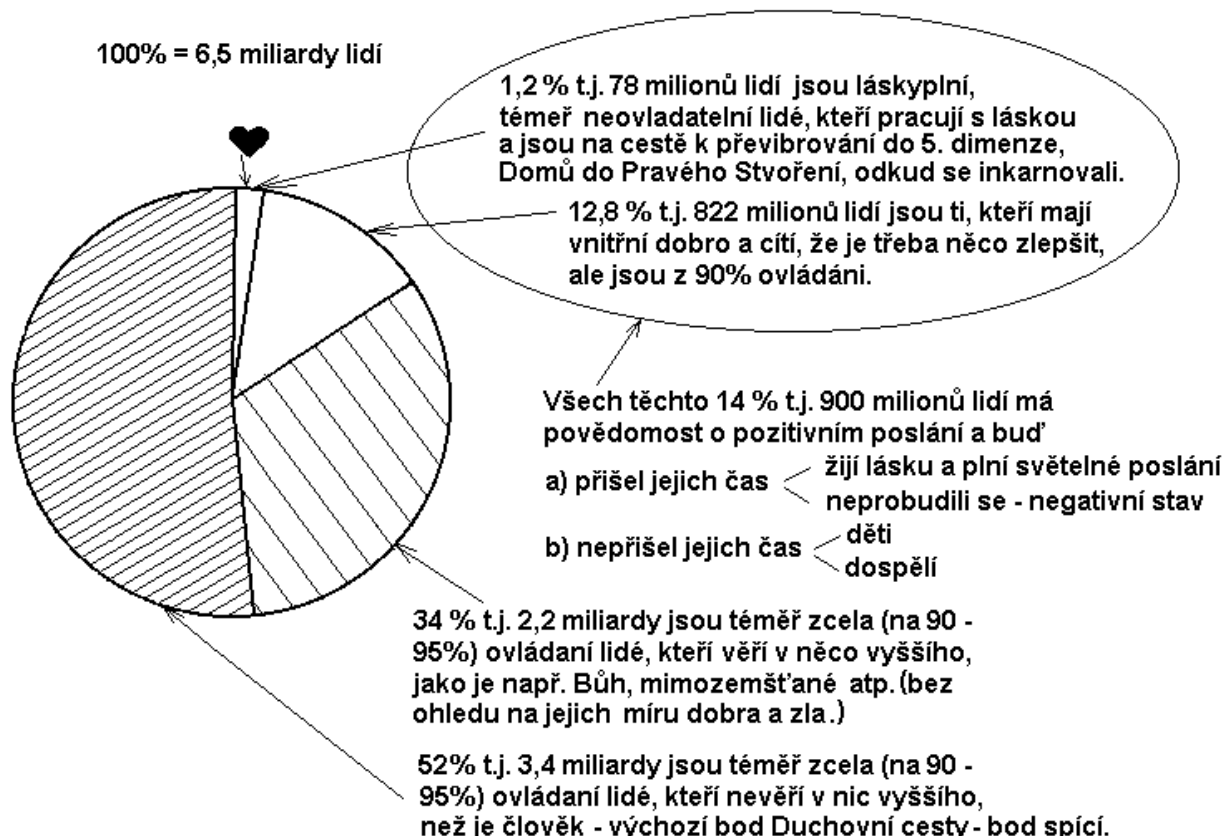 100% = 6,5 miliardy lidí
1,2 % t.j. 78 milionů lidí jsou láskyplní,
téměř neovladatelní lidé, kteří pracují s láskou
a jsou na cestě k převibrování do 5. dimenze,
Domů do Pravého Stvoření, odkud se inkarnovali.
12,8 % t.j. 822 milionů lidí jsou ti, kteří mají
vnitřní dobro a cítí, že je třeba něco zlepšit,
ale jsou z 90% ovládáni.
Všech těchto 14 % t.j. 900 milionů lidí má
povědomost o pozitivním poslání a buď
a) přišel jejich čas
žijí lásku a plní světelné poslání
neprobudili se - negativní stav
b) nepřišel jejich čas
děti
dospělí
34 % t.j. 2,2 miliardy jsou téměř zcela (na 90 -
95%) ovládaní lidé, kteří věří v něco vyššího,
jako je např. Bůh, mimozemšťané atp. (bez
ohledu na jejich míru dobra a zla.)
52% t.j. 3,4 miliardy jsou téměř zcela (na 90 -
95%) ovládaní lidé, kteří nevěří v nic vyššího,
než je člověk - výchozí bod Duchovní cesty - bod spící.